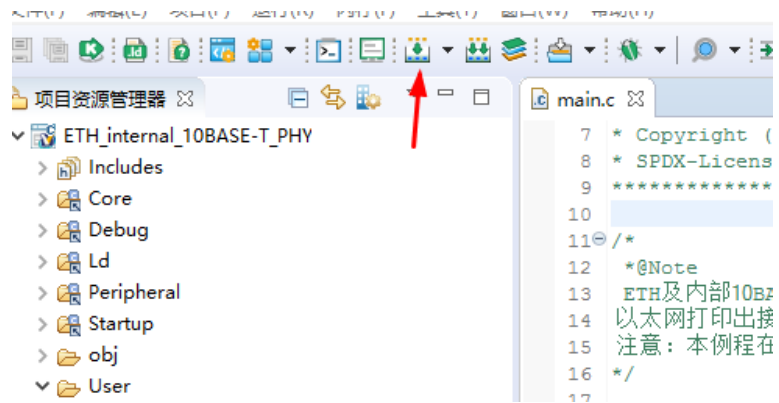 项目资源管理器
main.c
ETH_internal_10BASE-T_PHY
Includes
Core
Debug
Ld
Peripheral
Startup
obj
User
7 * Copyright (
8 * SPDX-Licens
9 **************
10
11 /*
12 *@Note
13 ETH及内部10BA
14 以太网打印出接
15 注意：本例程在
16 */
17